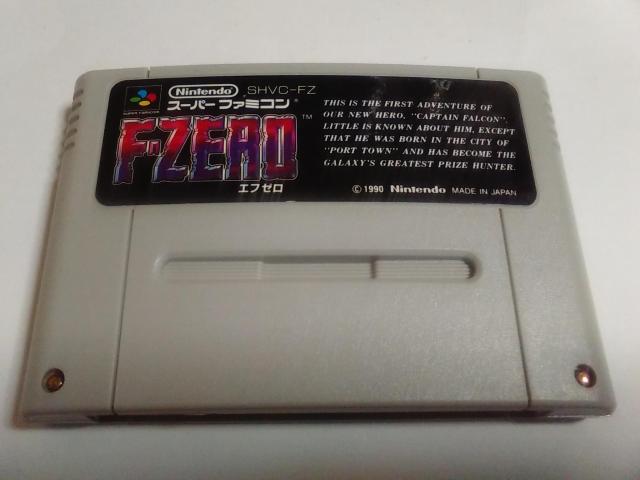 Nintendo SHVC-FZ
スーパーファミコン®
F-ZERO™
エフゼロ
THIS IS THE FIRST ADVENTURE OF
OUR NEW HERO, "CAPTAIN FALCON".
LITTLE IS KNOWN ABOUT HIM, EXCEPT
THAT HE WAS BORN IN THE CITY OF
"PORT TOWN" AND HAS BECOME THE
GALAXY'S GREATEST PRIZE HUNTER.
© 1990 Nintendo MADE IN JAPAN